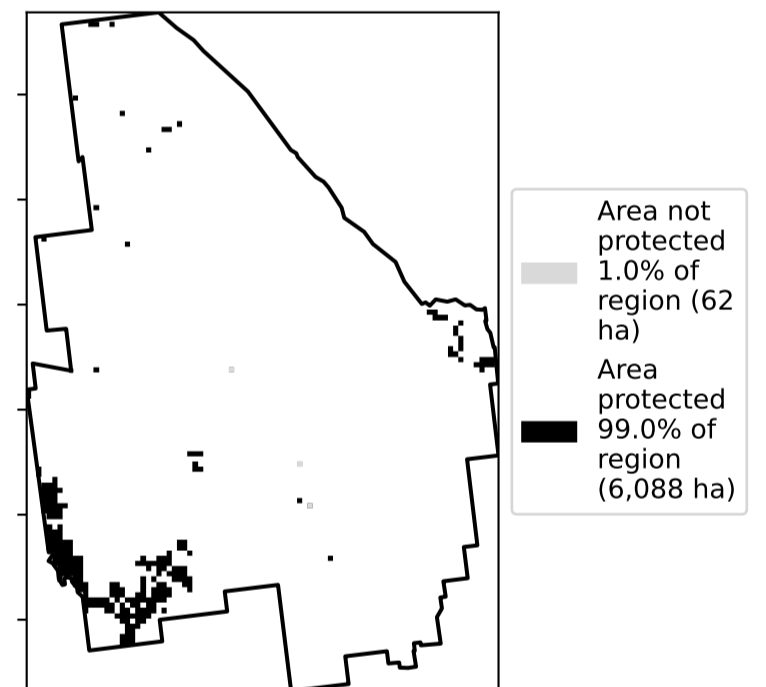 Area not
protected
1.0% of
region (62
ha)
Area
protected
99.0% of
region
(6,088 ha)